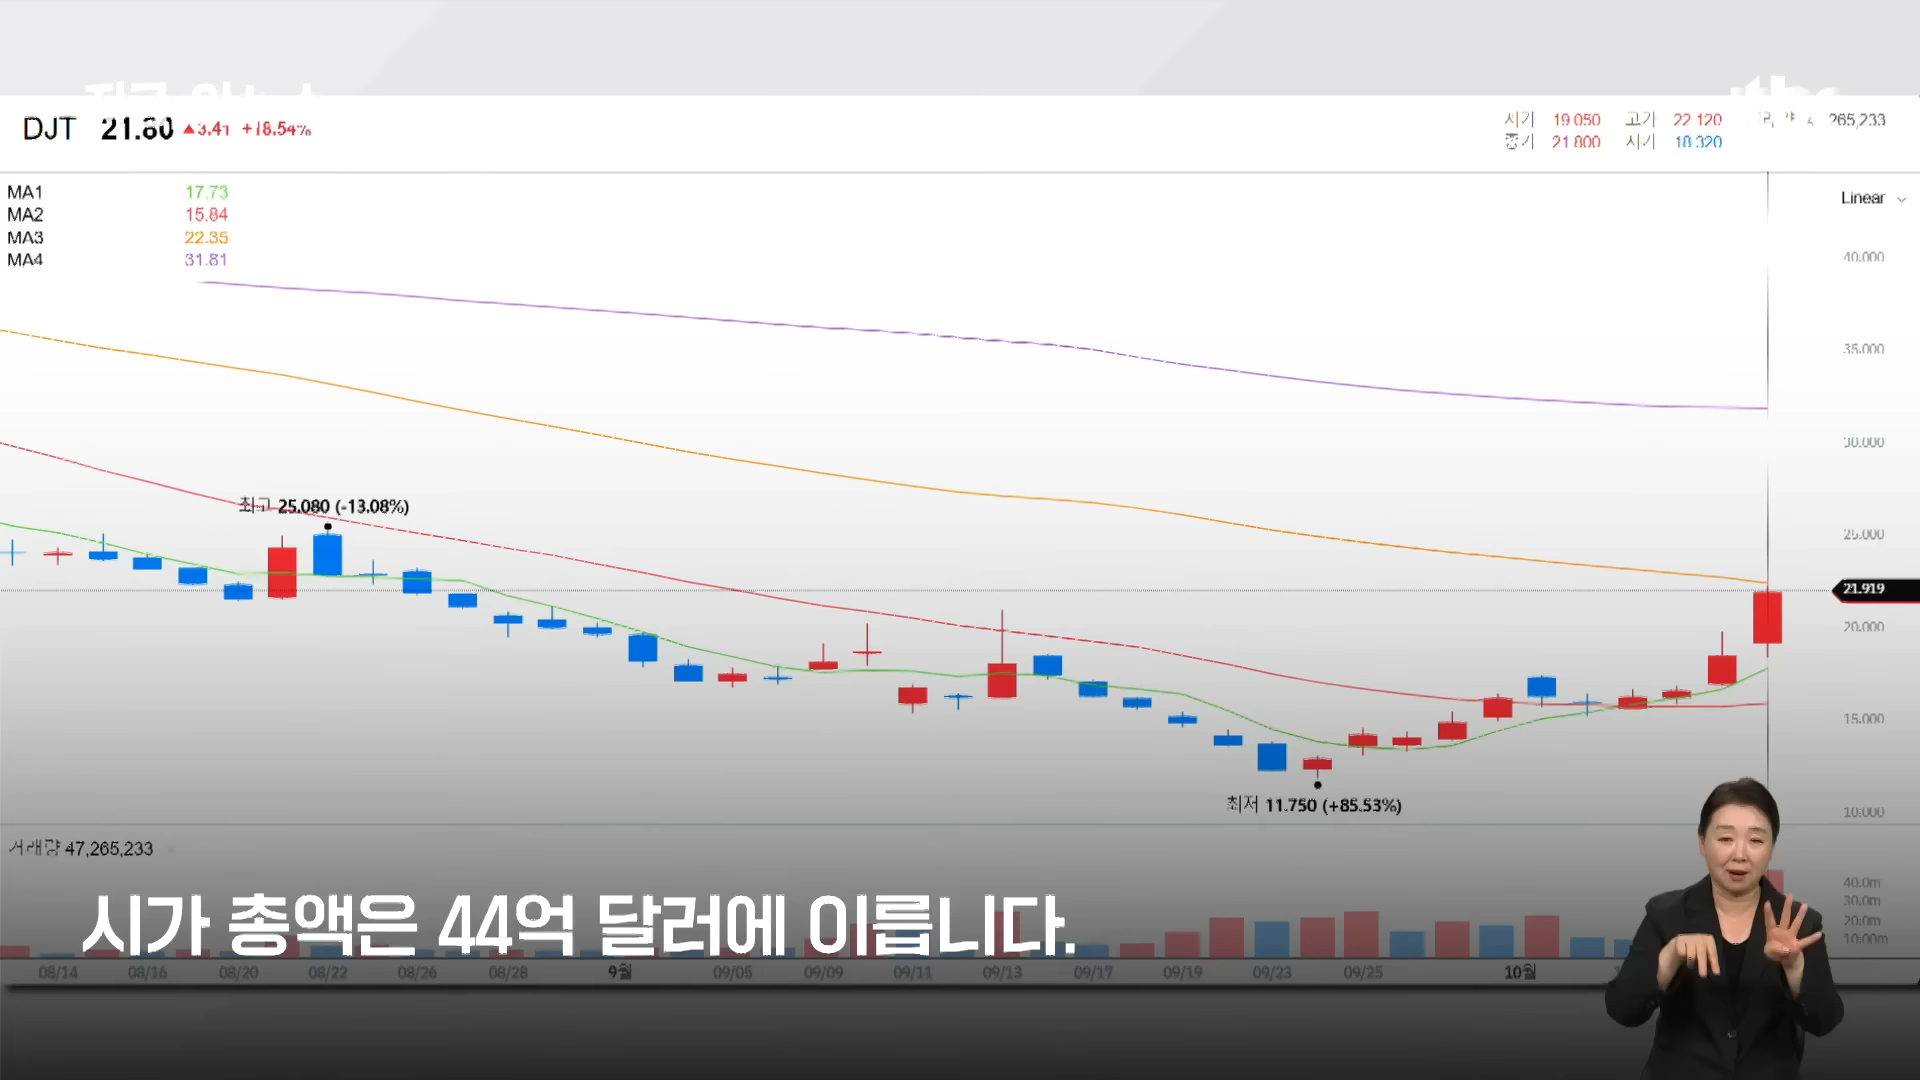 DJT 21.80 ▲3.41 +18.54%
시가 19.050 고가 22.120 265,233
종가 21.800 저가 18.320
MA1 17.73
MA2 15.84
MA3 22.35
MA4 31.81
Linear
40.000
35.000
30.000
25.000
21.919
20.000
15.000
10.000
최고 25.080 (-13.08%)
최저 11.750 (+85.53%)
거래량 47,265,233
40.0m
30.0m
20.0m
10.00m
시가 총액은 44억 달러에 이릅니다.
08/14 08/16 08/20 08/22 08/26 08/28 9월 09/05 09/09 09/11 09/13 09/17 09/19 09/23 09/25 10월